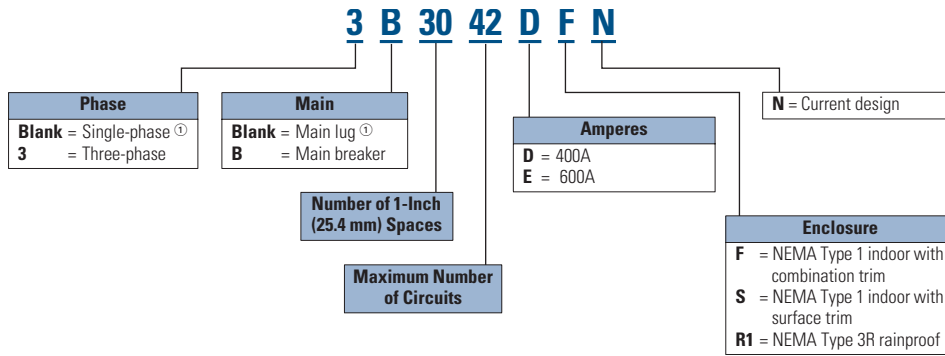 3 B 30 42 D F N
Phase
Blank = Single-phase ①
3 = Three-phase
Main
Blank = Main lug ①
B = Main breaker
Number of 1-Inch
(25.4 mm) Spaces
Maximum Number
of Circuits
Amperes
D = 400A
E = 600A
N = Current design
Enclosure
F = NEMA Type 1 indoor with
combination trim
S = NEMA Type 1 indoor with
surface trim
R1 = NEMA Type 3R rainproof